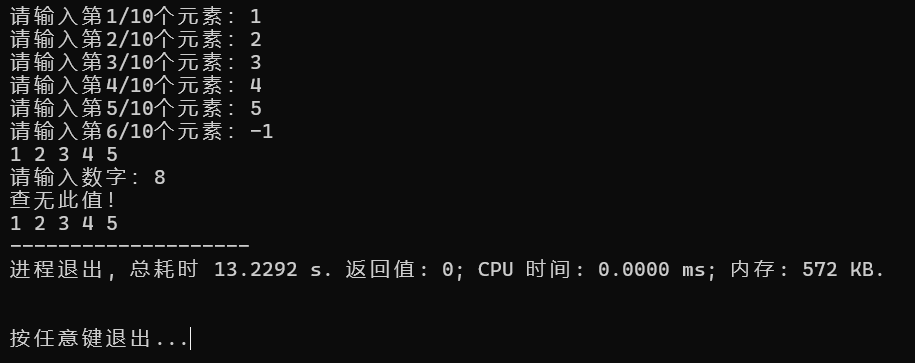 请输入第1/10个元素: 1
请输入第2/10个元素: 2
请输入第3/10个元素: 3
请输入第4/10个元素: 4
请输入第5/10个元素: 5
请输入第6/10个元素: -1
1 2 3 4 5
请输入数字: 8
查无此值!
1 2 3 4 5
--------------------
进程退出, 总耗时 13.2292 s. 返回值: 0; CPU 时间: 0.0000 ms; 内存: 572 KB.
按任意键退出...